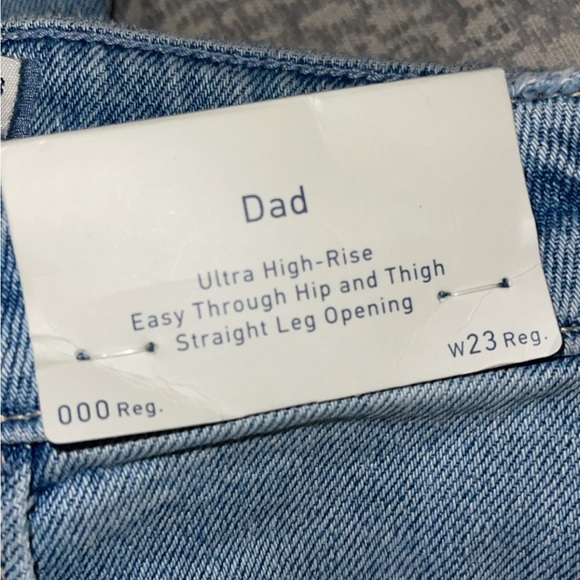 Dad
Ultra High-Rise
Easy Through Hip and Thigh
Straight Leg Opening
000 Reg.
W23 Reg.